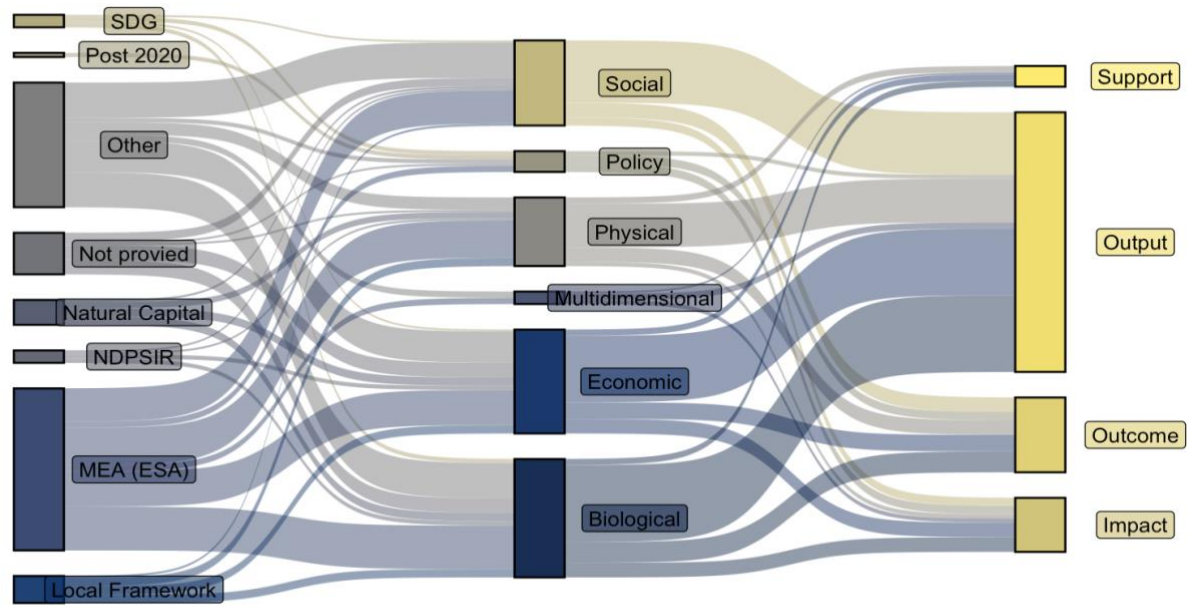 SDG
Post 2020
Other
Not provied
Natural Capital
NDPSIR
MEA (ESA)
Local Framework
Social
Policy
Physical
Multidimensional
Economic
Biological
Support
Output
Outcome
Impact